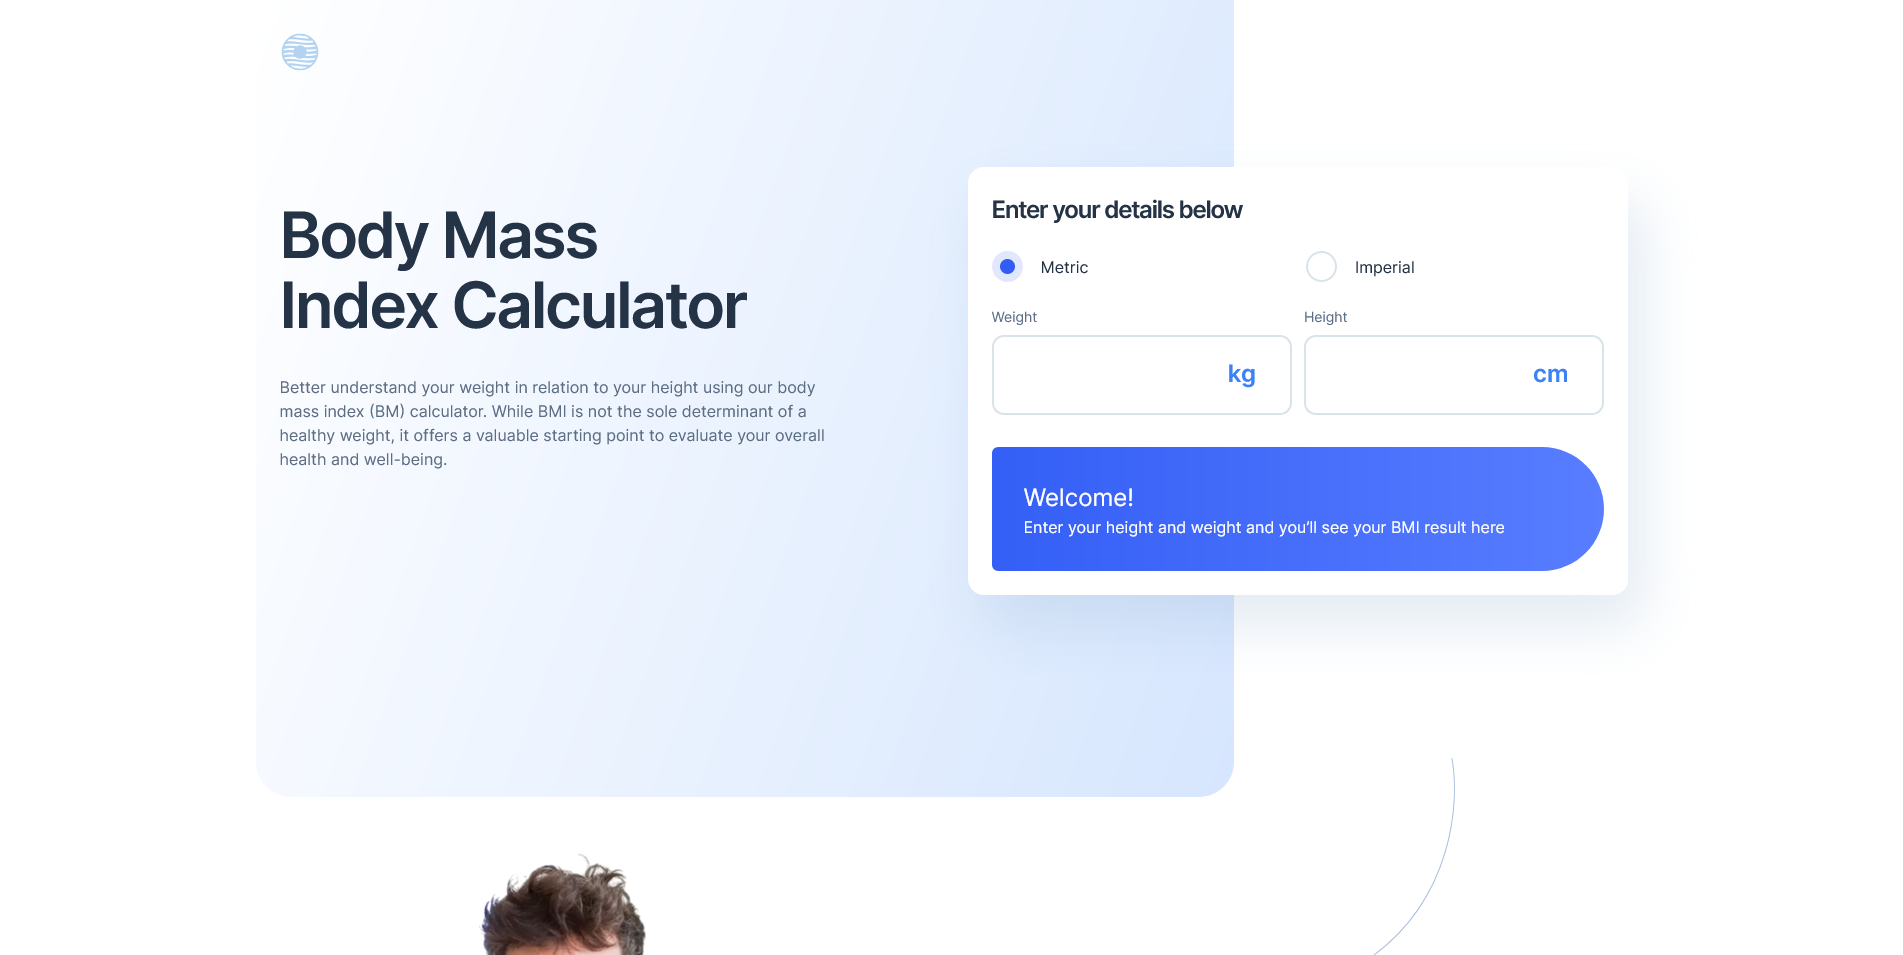 Body Mass
Index Calculator
Better understand your weight in relation to your height using our body
mass index (BM) calculator. While BMI is not the sole determinant of a
healthy weight, it offers a valuable starting point to evaluate your overall
health and well-being.
Enter your details below
Metric
Imperial
Weight
Height
kg
cm
Welcome!
Enter your height and weight and you’ll see your BMI result here